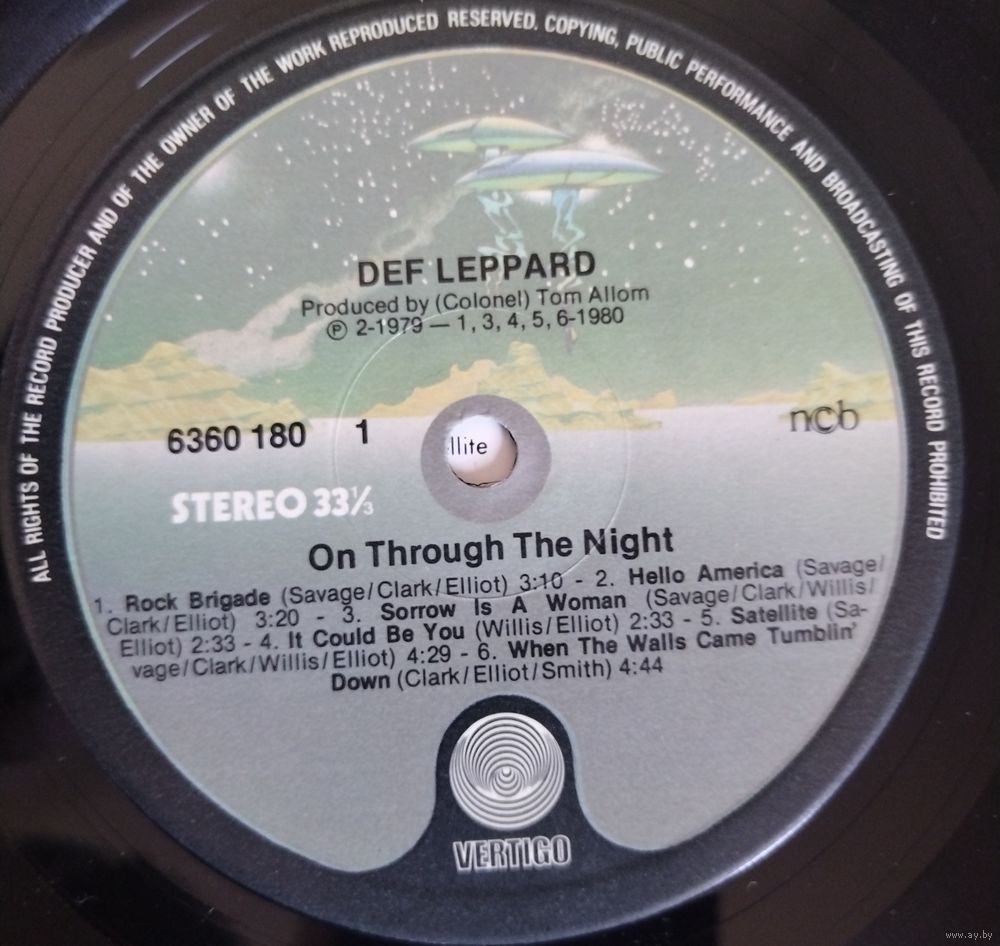 ALL RIGHTS OF THE RECORD PRODUCER AND OF THE OWNER OF THE WORK REPRODUCED RESERVED. COPYING, PUBLIC PERFORMANCE AND BROADCASTING OF THIS RECORD PROHIBITED
DEF LEPPARD
Produced by (Colonel) Tom Allom
℗ 2-1979 — 1, 3, 4, 5, 6-1980
6360 180 1
ncb
llite
STEREO 33⅓
On Through The Night
1. Rock Brigade (Savage/Clark/Elliot) 3:10 - 2. Hello America (Savage/
Clark/Elliot) 3:20 - 3. Sorrow Is A Woman (Savage/Clark/Willis/
Elliot) 2:33 - 4. It Could Be You (Willis/Elliot) 2:33 - 5. Satellite (Sa-
vage/Clark/Willis/Elliot) 4:29 - 6. When The Walls Came Tumblin'
Down (Clark/Elliot/Smith) 4:44
VERTIGO
www.ay.by